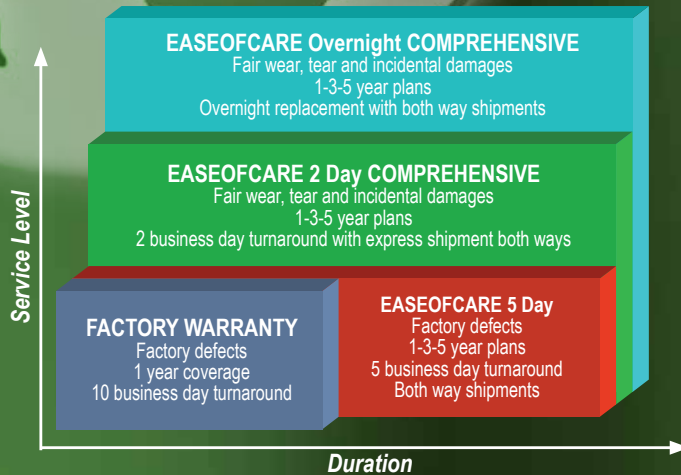 EASEOFCARE Overnight COMPREHENSIVE
Fair wear, tear and incidental damages
1-3-5 year plans
Overnight replacement with both way shipments
EASEOFCARE 2 Day COMPREHENSIVE
Fair wear, tear and incidental damages
1-3-5 year plans
2 business day turnaround with express shipment both ways
FACTORY WARRANTY
Factory defects
1 year coverage
10 business day turnaround
EASEOFCARE 5 Day
Factory defects
1-3-5 year plans
5 business day turnaround
Both way shipments
Service Level
Duration